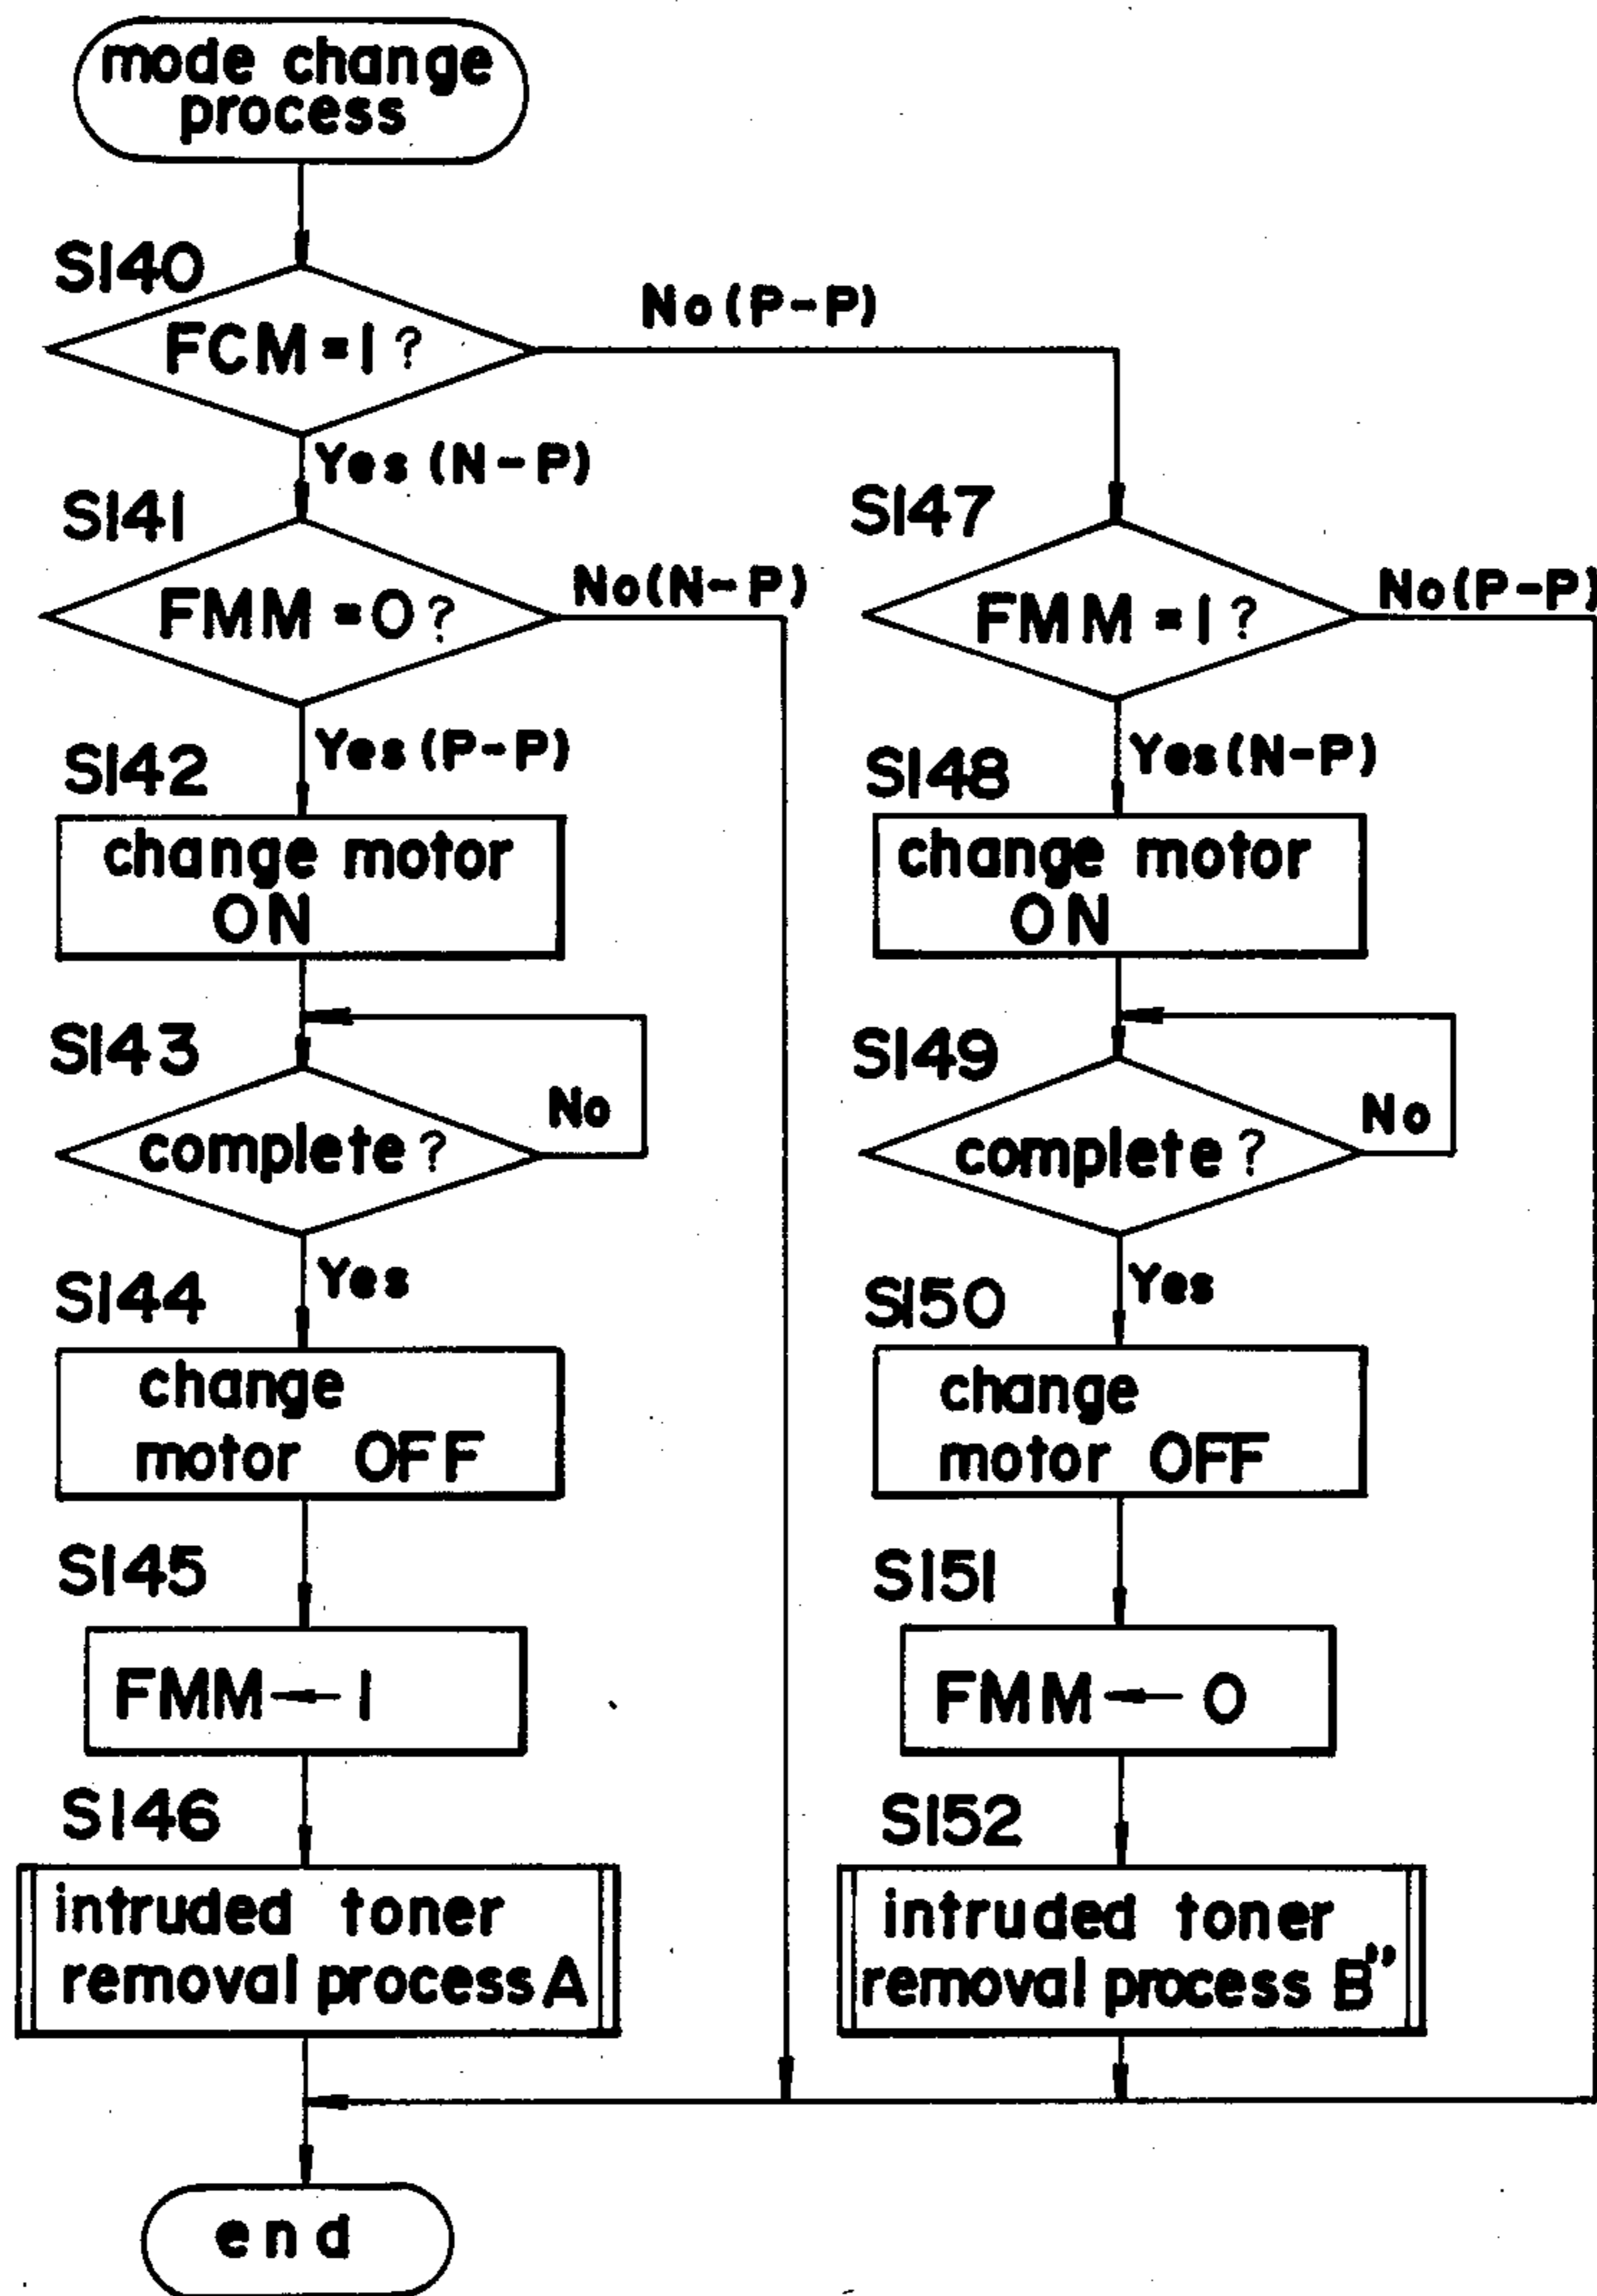 mode change
process
S140
FCM=1?
No(P-P)
Yes(N-P)
S141
FMM=0?
No(N-P)
Yes(P-P)
S142
change motor
ON
S143
complete?
No
Yes
S144
change
motor OFF
S145
FMM←1
S146
intruded toner
removal process A
S147
FMM=1?
No(P-P)
Yes(N-P)
S148
change motor
ON
S149
complete?
No
Yes
S150
change
motor OFF
S151
FMM←0
S152
intruded toner
removal process B"
end